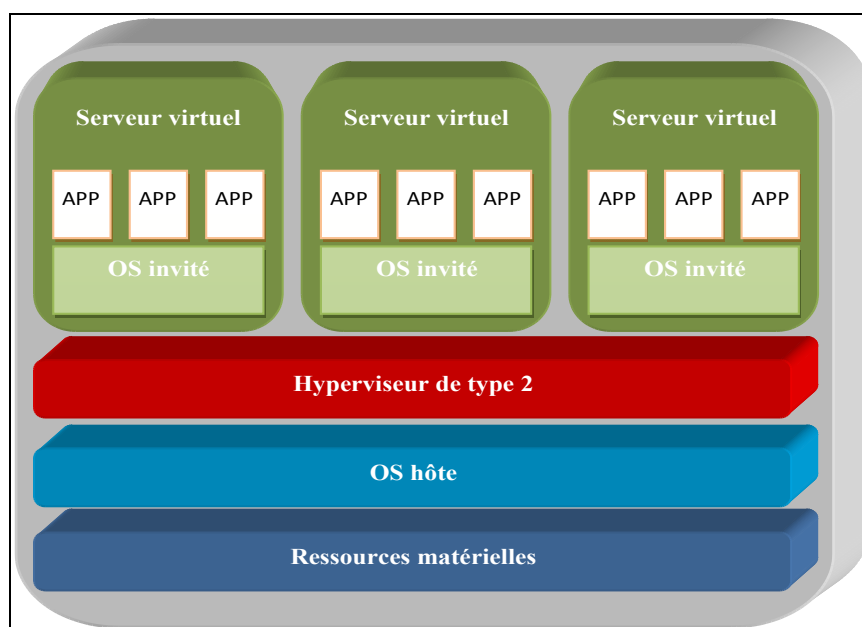 Serveur virtuel Serveur virtuel Serveur virtuel
APP APP APP APP APP APP APP APP APP
OS invité OS invité OS invité
Hyperviseur de type 2
OS hôte
Ressources matérielles